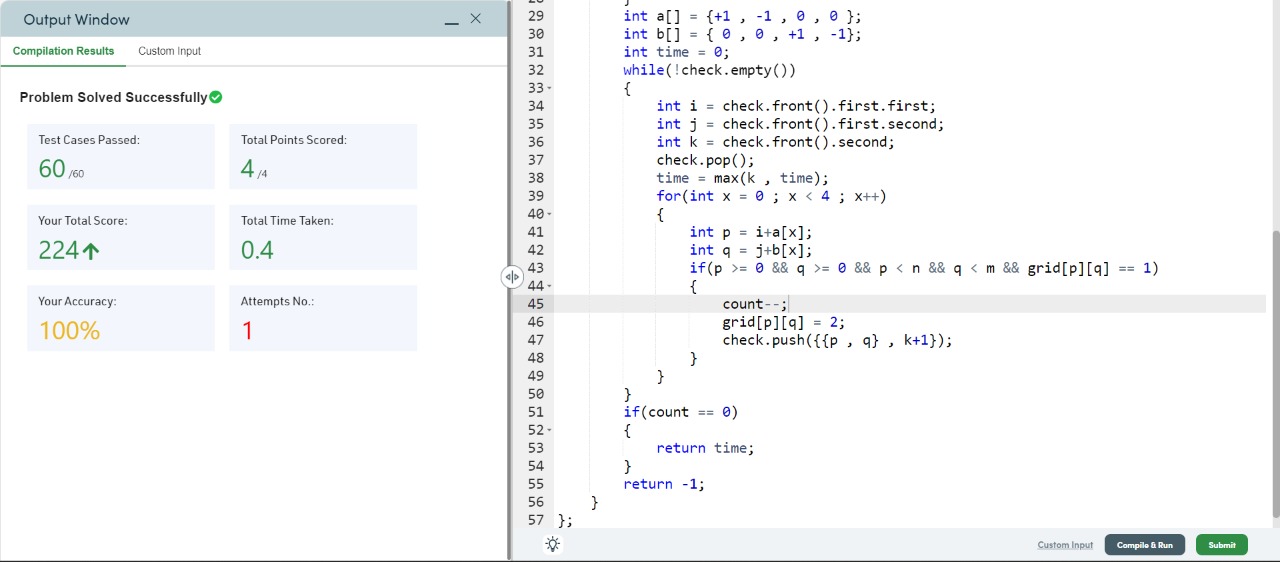 Output Window
Compilation Results
Custom Input
Problem Solved Successfully
Test Cases Passed:
60 /60
Total Points Scored:
4 /4
Your Total Score:
224
Total Time Taken:
0.4
Your Accuracy:
100%
Attempts No.:
1
29 int a[] = {+1 , -1 , 0 , 0 };
30 int b[] = { 0 , 0 , +1 , -1};
31 int time = 0;
32 while(!check.empty())
33 {
34 int i = check.front().first.first;
35 int j = check.front().first.second;
36 int k = check.front().second;
37 check.pop();
38 time = max(k , time);
39 for(int x = 0 ; x < 4 ; x++)
40 {
41 int p = i+a[x];
42 int q = j+b[x];
43 if(p >= 0 && q >= 0 && p < n && q < m && grid[p][q] == 1)
44 {
45 count--;
46 grid[p][q] = 2;
47 check.push({{p , q} , k+1});
48 }
49 }
50 }
51 if(count == 0)
52 {
53 return time;
54 }
55 return -1;
56 }
57 };
Custom Input
Compile & Run
Submit